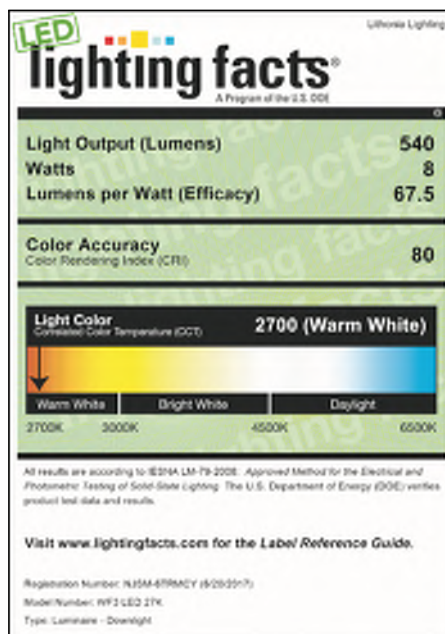 Lithonia Lighting
LED
lighting facts®
A Program of the U.S. DOE
Light Output (Lumens) 540
Watts 8
Lumens per Watt (Efficacy) 67.5
Color Accuracy
Color Rendering Index (CRI) 80
Light Color
Correlated Color Temperature (CCT) 2700 (Warm White)
Warm White Bright White Daylight
2700K 3000K 4500K 6500K
All results are according to IESNA LM-79-2008: Approved Method for the Electrical and
Photometric Testing of Solid-State Lighting. The U.S. Department of Energy (DOE) verifies
product test data and results.
Visit www.lightingfacts.com for the Label Reference Guide.
Registration Number: (6/20/2017)
Model Number: WF3 LED 27K
Type: Luminaire - Downlight